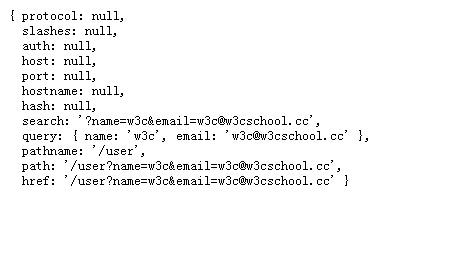 { protocol: null,
slashes: null,
auth: null,
host: null,
port: null,
hostname: null,
hash: null,
search: '?name=w3c&email=w3c@w3cschool.cc',
query: { name: 'w3c', email: 'w3c@w3cschool.cc' },
pathname: '/user',
path: '/user?name=w3c&email=w3c@w3cschool.cc',
href: '/user?name=w3c&email=w3c@w3cschool.cc' }